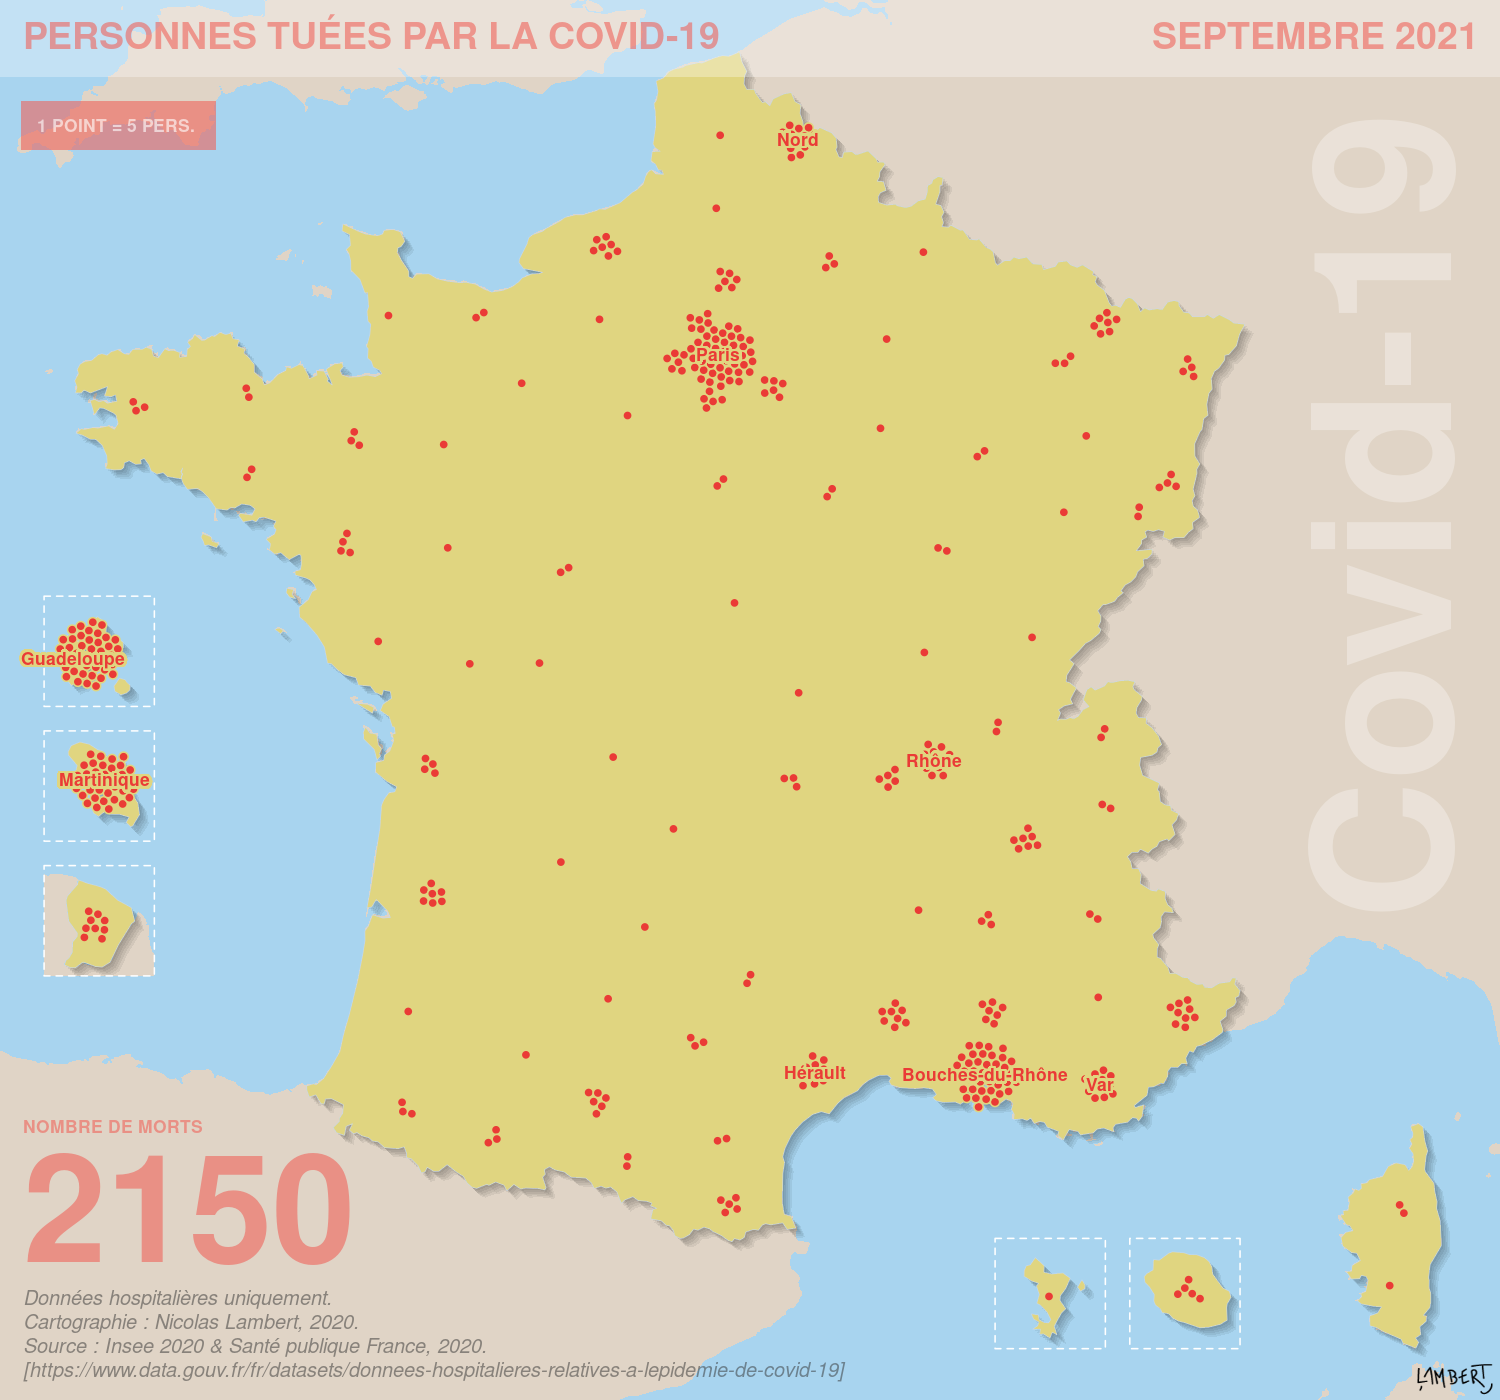 PERSONNES TUÉES PAR LA COVID-19
SEPTEMBRE 2021
1 POINT = 5 PERS.
Covid-19
Nord
Paris
Guadeloupe
Martinique
Rhône
Hérault
Bouches-du-Rhône
Var
NOMBRE DE MORTS
2150
Données hospitalières uniquement.
Cartographie : Nicolas Lambert, 2020.
Source : Insee 2020 & Santé publique France, 2020.
[https://www.data.gouv.fr/fr/datasets/donnees-hospitalieres-relatives-a-lepidemie-de-covid-19]
LAMBERT